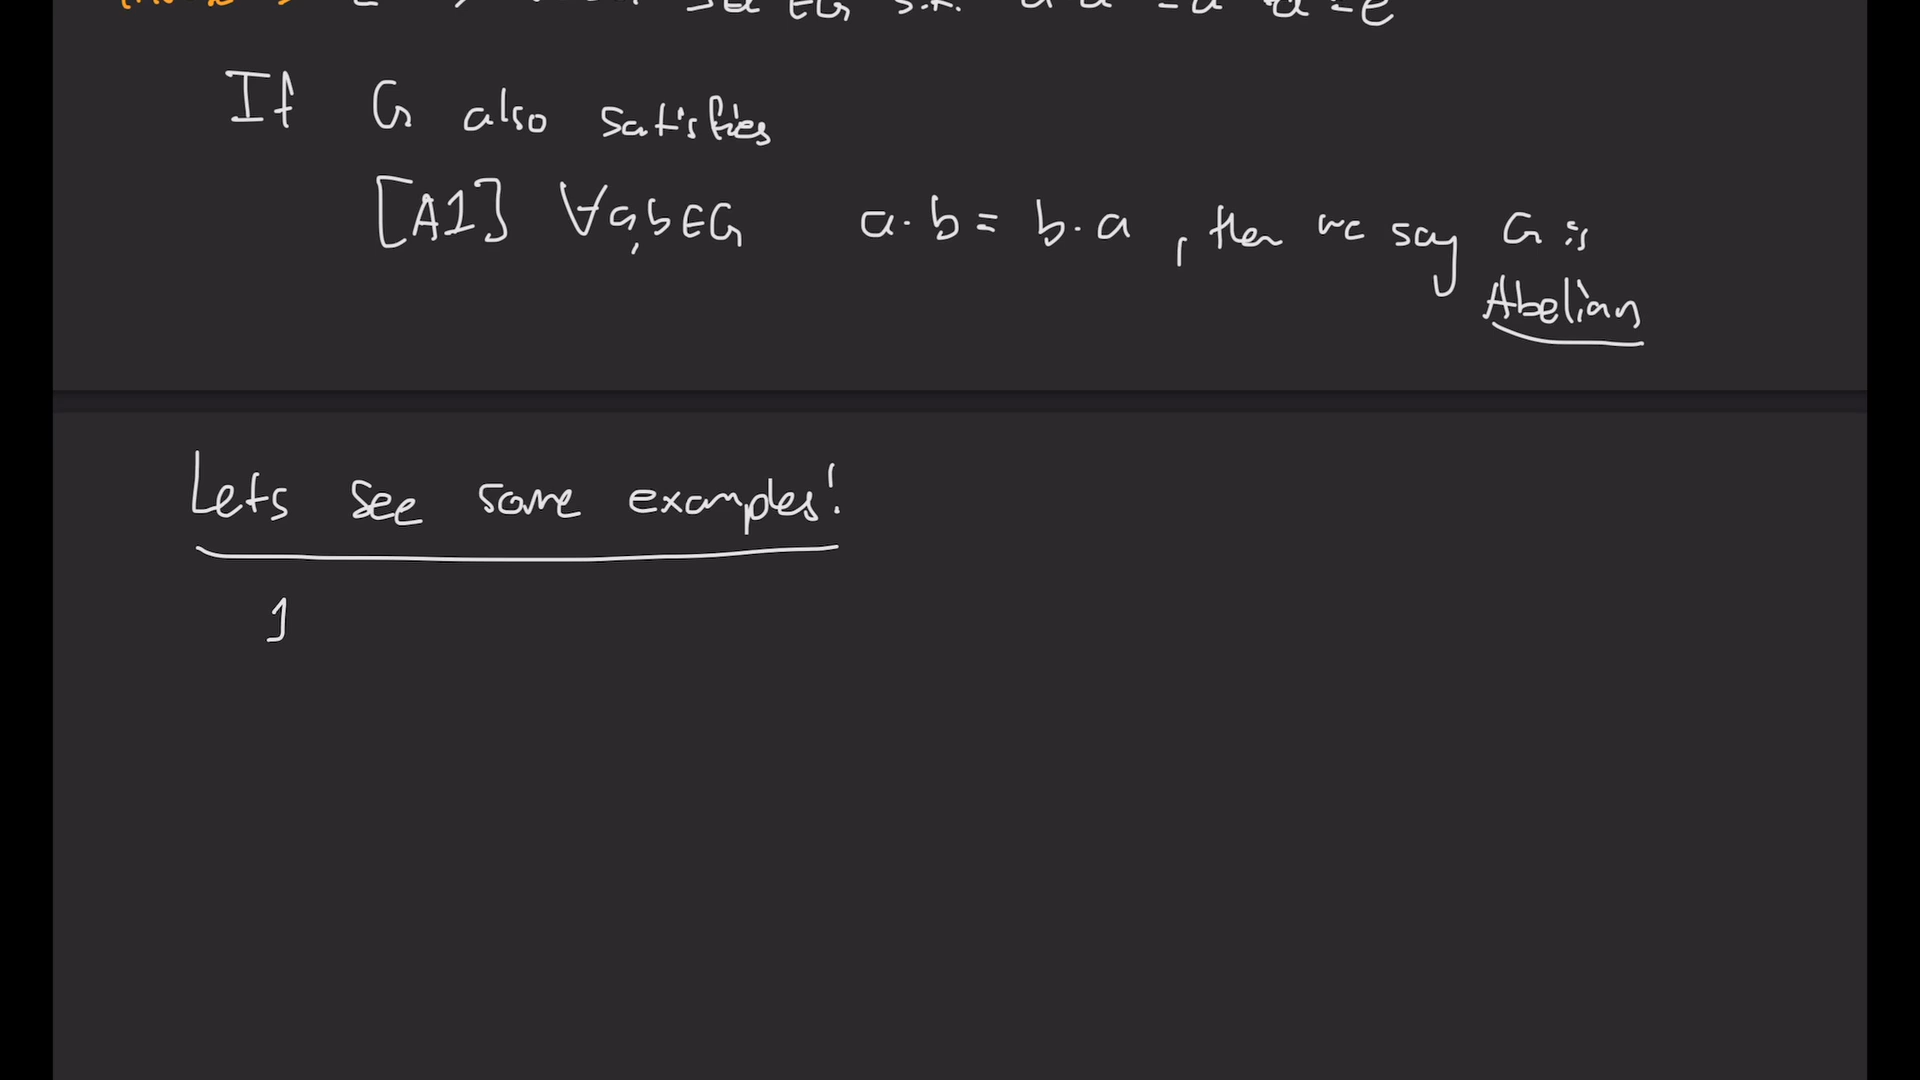 If G also satisfies
[A1] ∀a,b∈G a·b = b·a , then we say G is
Abelian
Lets see some examples!
1